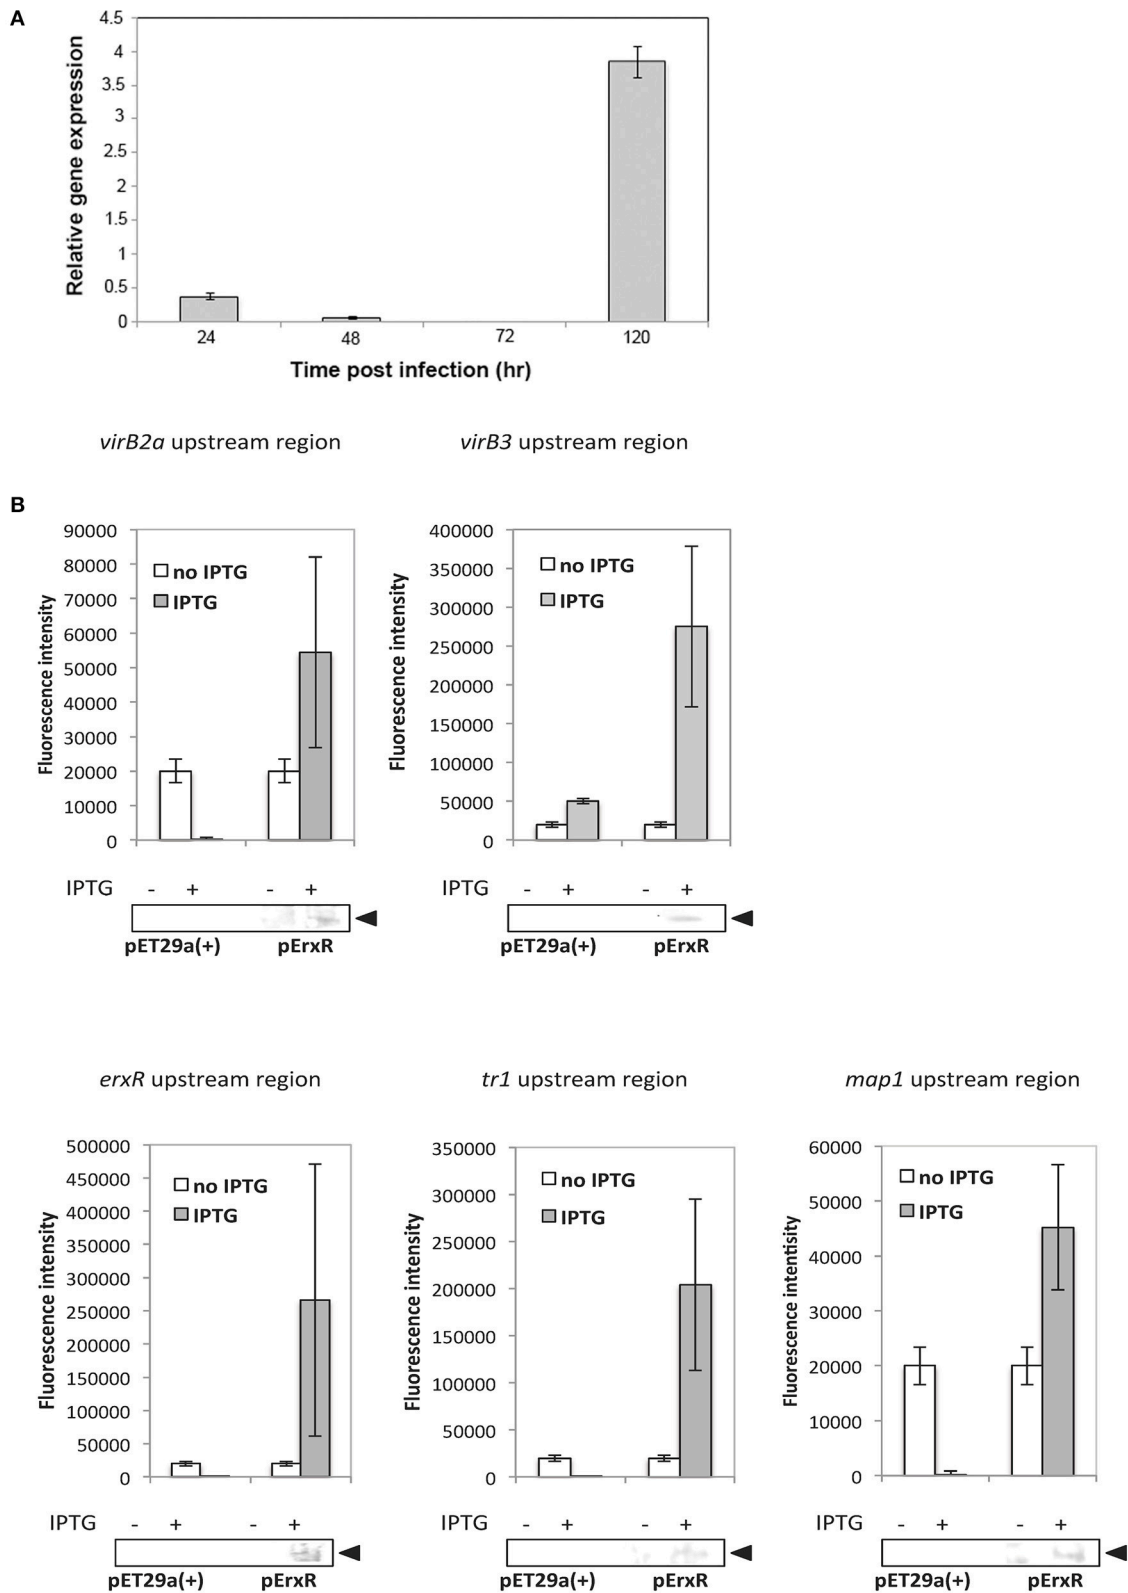 A
Relative gene expression
4.5
4
3.5
3
2.5
2
1.5
1
0.5
0
24 48 72 120
Time post infection (hr)
virB2a upstream region
virB3 upstream region
B
Fluorescence intensity
90000
80000
70000
60000
50000
40000
30000
20000
10000
0
no IPTG
IPTG
IPTG - + - +
pET29a(+) pErxR
Fluorescence intensity
400000
350000
300000
250000
200000
150000
100000
50000
0
no IPTG
IPTG
IPTG - + - +
pET29a(+) pErxR
erxR upstream region
tr1 upstream region
map1 upstream region
Fluorescence intensity
500000
450000
400000
350000
300000
250000
200000
150000
100000
50000
0
no IPTG
IPTG
IPTG - + - +
pET29a(+) pErxR
Fluorescence intensity
350000
300000
250000
200000
150000
100000
50000
0
no IPTG
IPTG
IPTG - + - +
pET29a(+) pErxR
Fluorescence intentisity
60000
50000
40000
30000
20000
10000
0
no IPTG
IPTG
IPTG - + - +
pET29a(+) pErxR